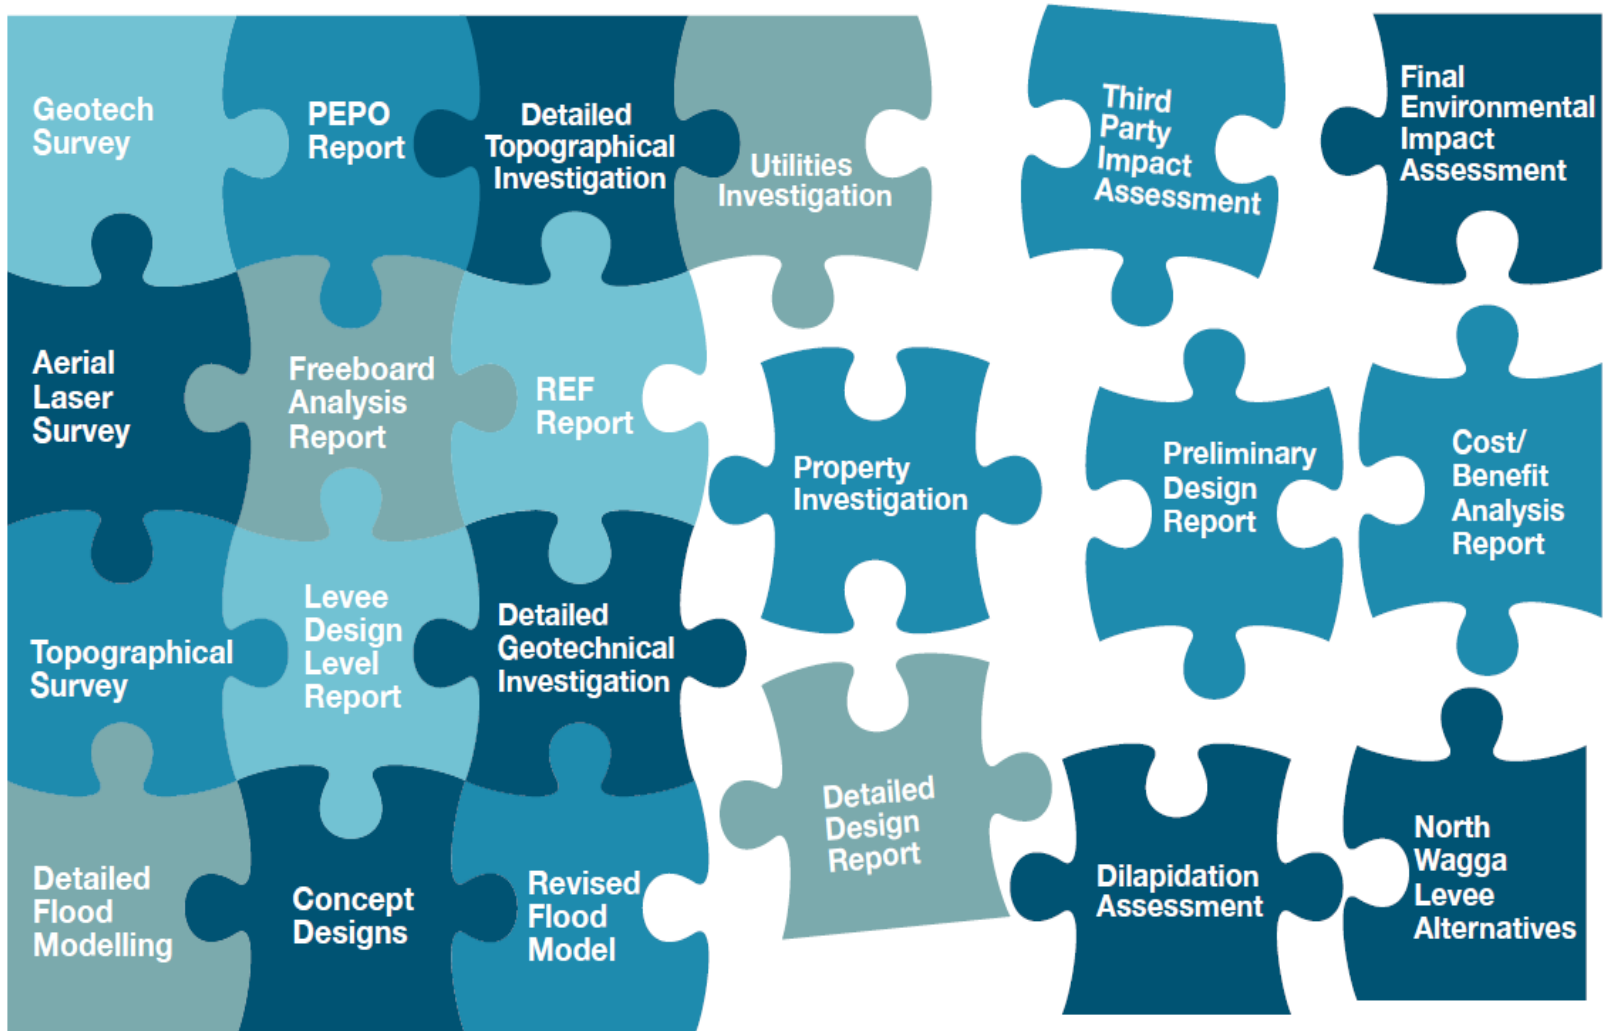 Geotech
Survey
PEPO
Report
Detailed
Topographical
Investigation
Utilities
Investigation
Third
Party
Impact
Assessment
Final
Environmental
Impact
Assessment
Aerial
Laser
Survey
Freeboard
Analysis
Report
REF
Report
Property
Investigation
Preliminary
Design
Report
Cost/
Benefit
Analysis
Report
Topographical
Survey
Levee
Design
Level
Report
Detailed
Geotechnical
Investigation
Detailed
Design
Report
Detailed
Flood
Modelling
Concept
Designs
Revised
Flood
Model
Dilapidation
Assessment
North
Wagga
Levee
Alternatives